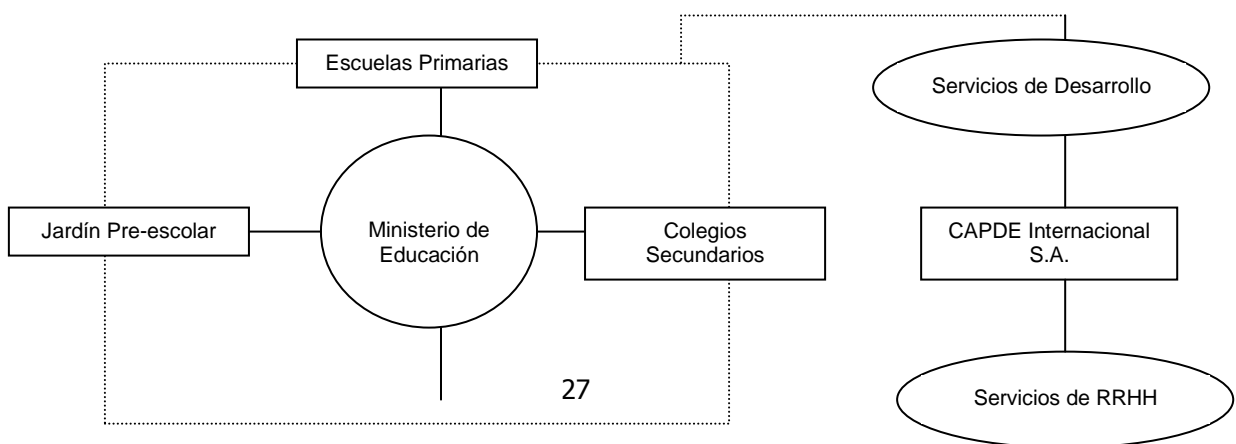 Escuelas Primarias
Servicios de Desarrollo
Jardín Pre-escolar
Ministerio de
Educación
Colegios
Secundarios
CAPDE Internacional
S.A.
27
Servicios de RRHH